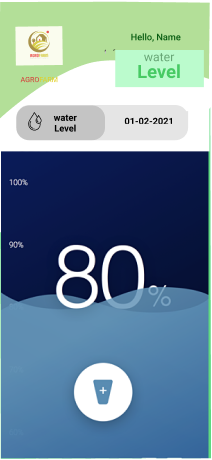 Hello, Name
water
Level
AGRO
water
Level
01-02-2021
100%
90%
80%